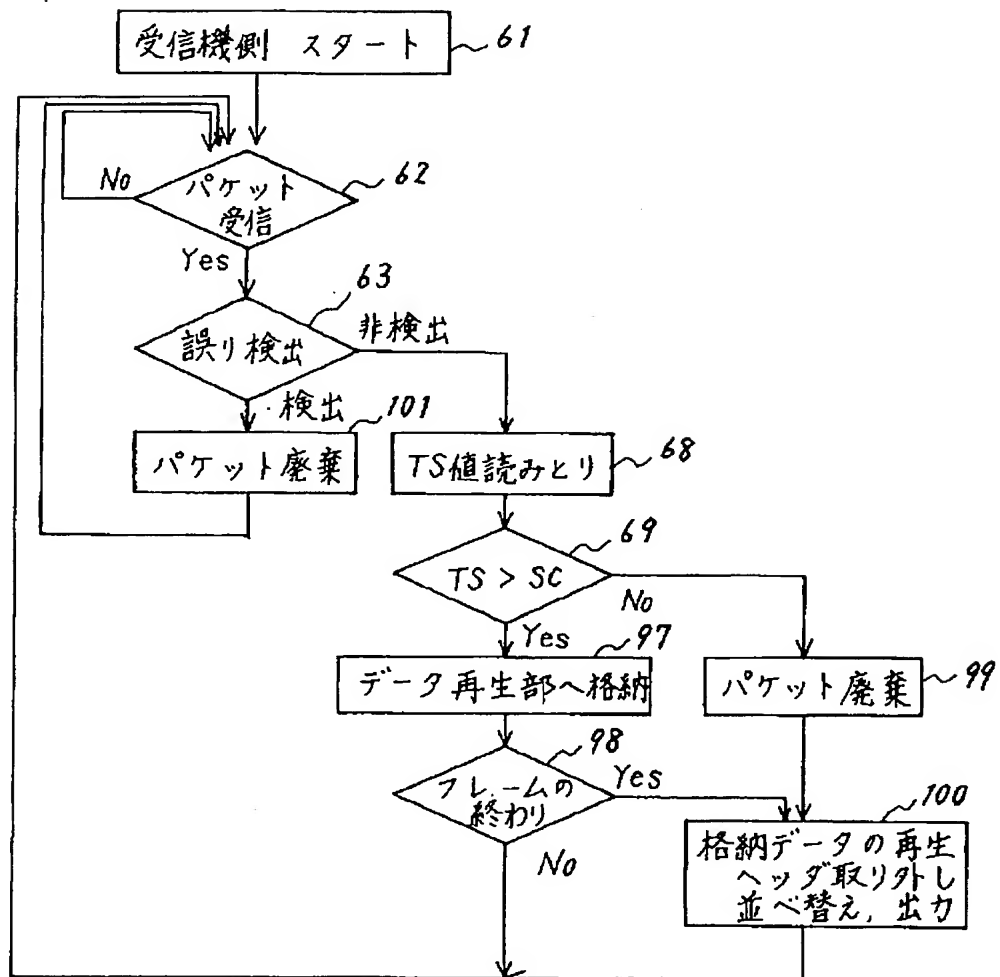 受信機側 スタート
61
パケット
受信
62
No
Yes
63
誤り検出
非検出
検出
101
パケット廃棄
TS値読みとり
68
69
TS > SC
No
Yes
97
データ再生部へ格納
パケット廃棄
99
98
フレームの
終わり
Yes
No
100
格納データの再生
ヘッダ取り外し
並べ替え, 出力